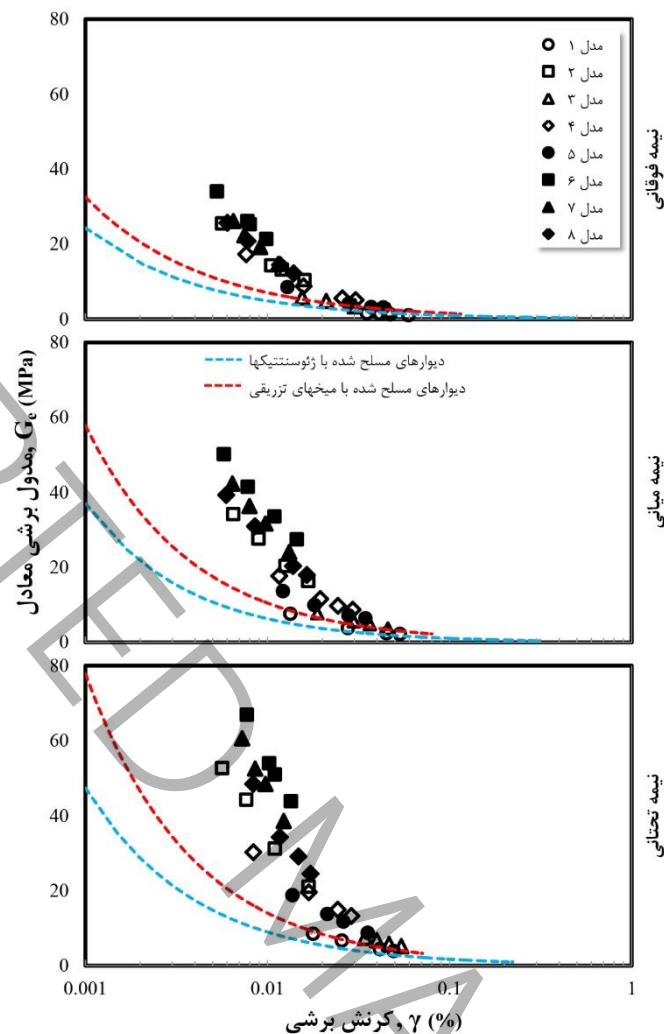 80
60
40
20
0
مدل ۱
مدل ۲
مدل ۳
مدل ۴
مدل ۵
مدل ۶
مدل ۷
مدل ۸
نیمه فوقانی
80
60
40
20
0
دیوارهای مسلح شده با ژئوسنتتیکها
دیوارهای مسلح شده با میخهای تزریقی
نیمه میانی
مدول برشی معادل, Ge (MPa)
80
60
40
20
0
نیمه تحتانی
0.001 0.01 0.1 1
کرنش برشی, γ (%)